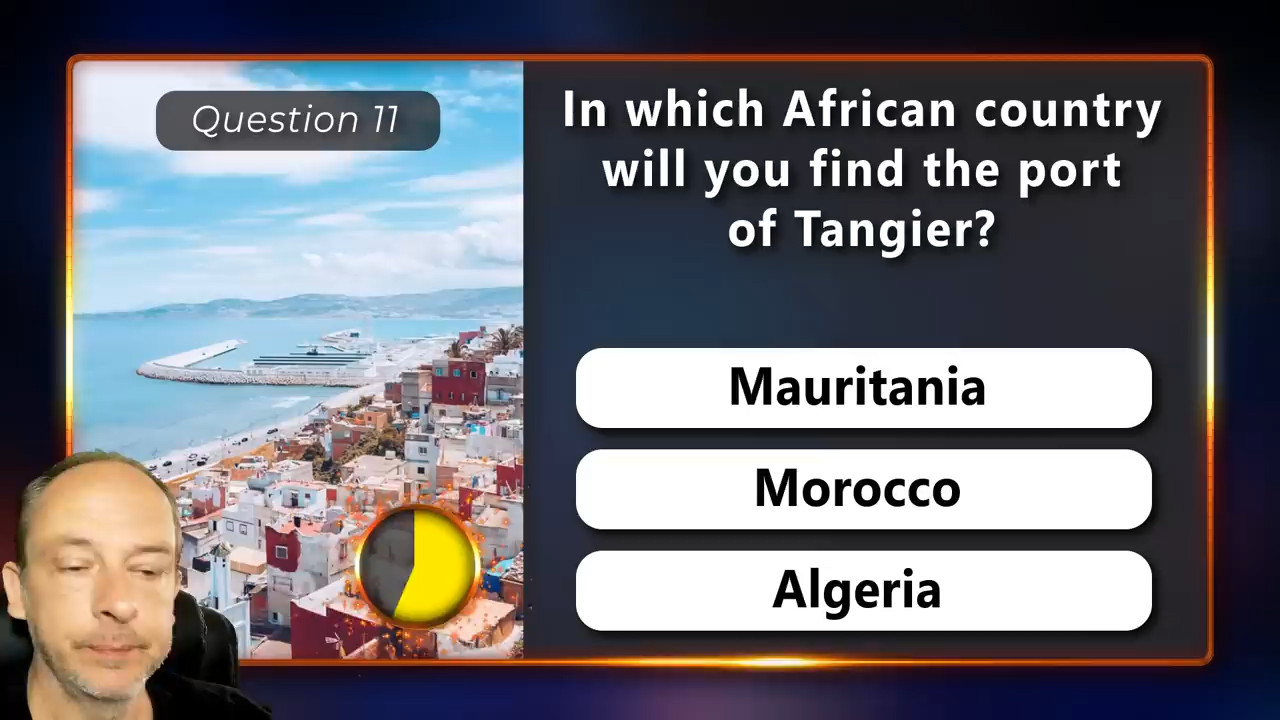 Question 11
In which African country
will you find the port
of Tangier?
Mauritania
Morocco
Algeria